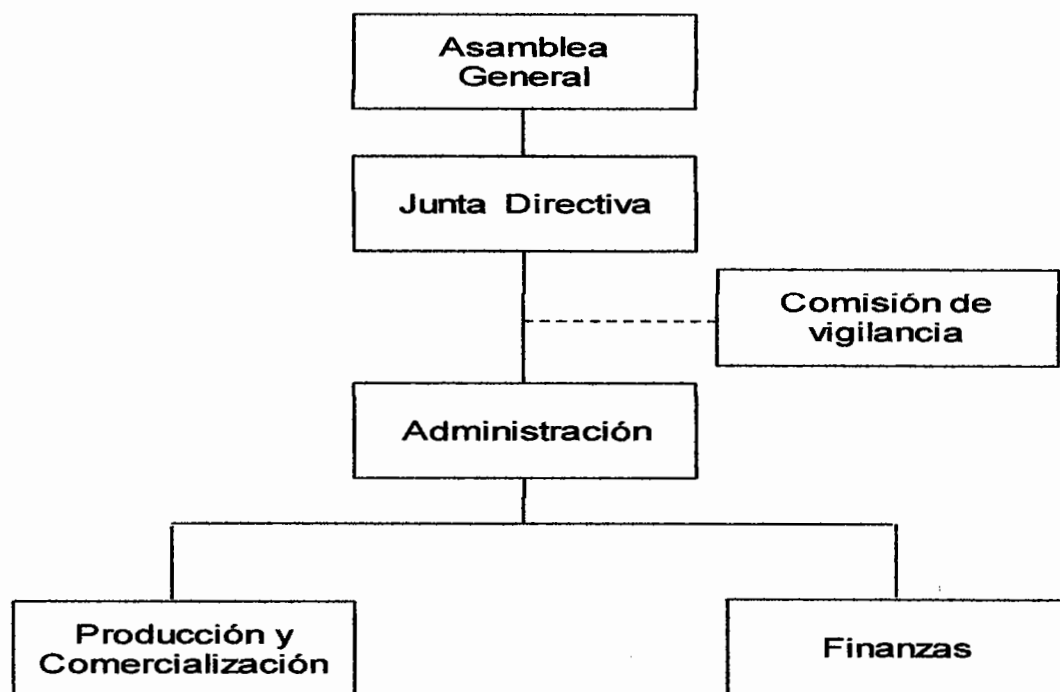 Asamblea
General
Junta Directiva
Comisión de
vigilancia
Administración
Producción y
Comercialización
Finanzas